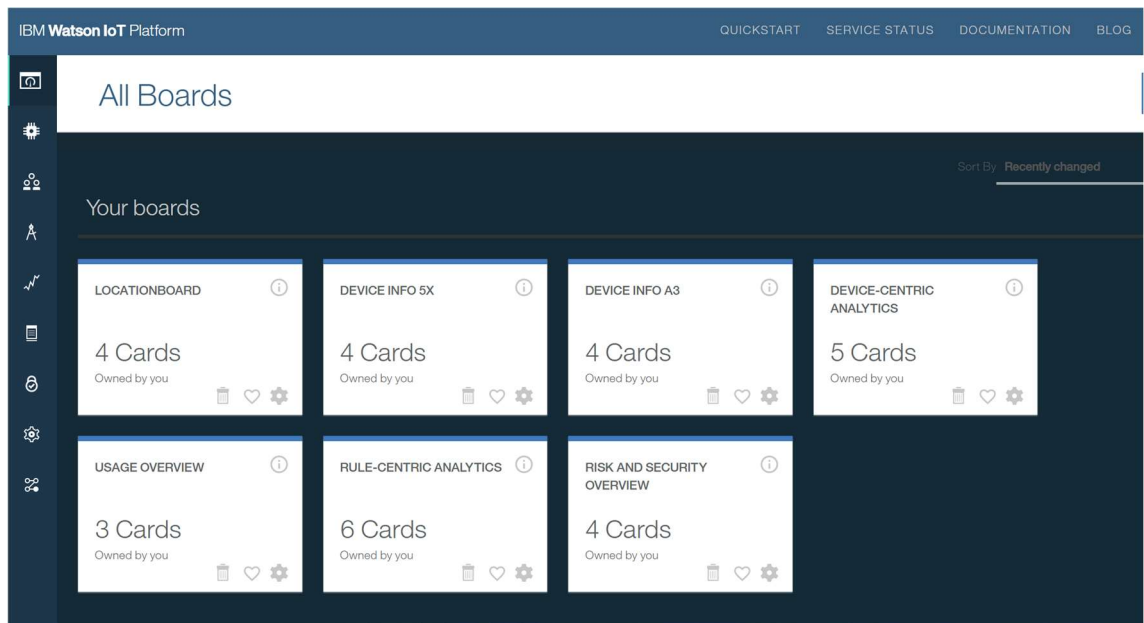 IBM Watson IoT Platform
QUICKSTART SERVICE STATUS DOCUMENTATION BLOG
All Boards
Sort By Recently changed
Your boards
LOCATIONBOARD
4 Cards
Owned by you
DEVICE INFO 5X
4 Cards
Owned by you
DEVICE INFO A3
4 Cards
Owned by you
DEVICE-CENTRIC
ANALYTICS
5 Cards
Owned by you
USAGE OVERVIEW
3 Cards
Owned by you
RULE-CENTRIC ANALYTICS
6 Cards
Owned by you
RISK AND SECURITY
OVERVIEW
4 Cards
Owned by you